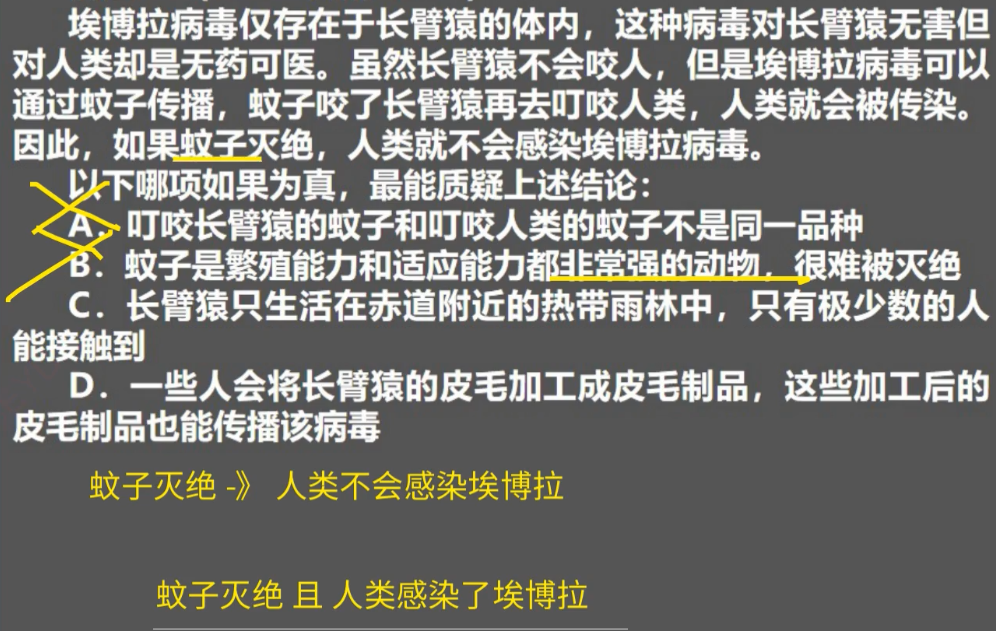 埃博拉病毒仅存在于长臂猿的体内，这种病毒对长臂猿无害但
对人类却是无药可医。虽然长臂猿不会咬人，但是埃博拉病毒可以
通过蚊子传播，蚊子咬了长臂猿再去叮咬人类，人类就会被传染。
因此，如果蚊子灭绝，人类就不会感染埃博拉病毒。
以下哪项如果为真，最能质疑上述结论：
A．叮咬长臂猿的蚊子和叮咬人类的蚊子不是同一品种
B．蚊子是繁殖能力和适应能力都非常强的动物，很难被灭绝
C．长臂猿只生活在赤道附近的热带雨林中，只有极少数的人
能接触到
D．一些人会将长臂猿的皮毛加工成皮毛制品，这些加工后的
皮毛制品也能传播该病毒
蚊子灭绝 -》 人类不会感染埃博拉
蚊子灭绝 且 人类感染了埃博拉